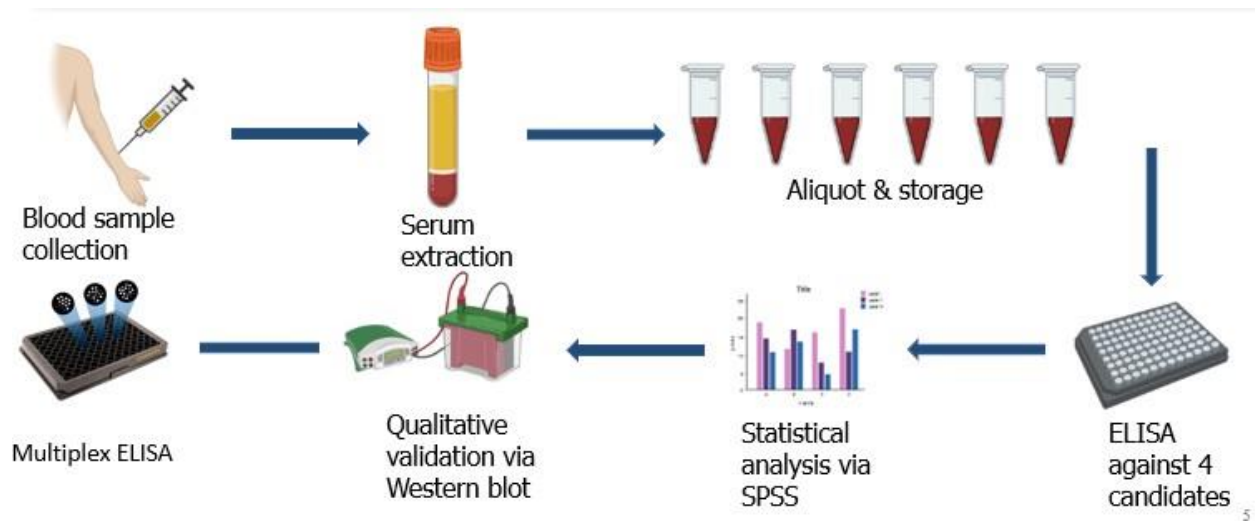 Blood sample
collection
Serum
extraction
Aliquot & storage
ELISA
against 4
candidates
Title
Statistical
analysis via
SPSS
Qualitative
validation via
Western blot
Multiplex ELISA
5